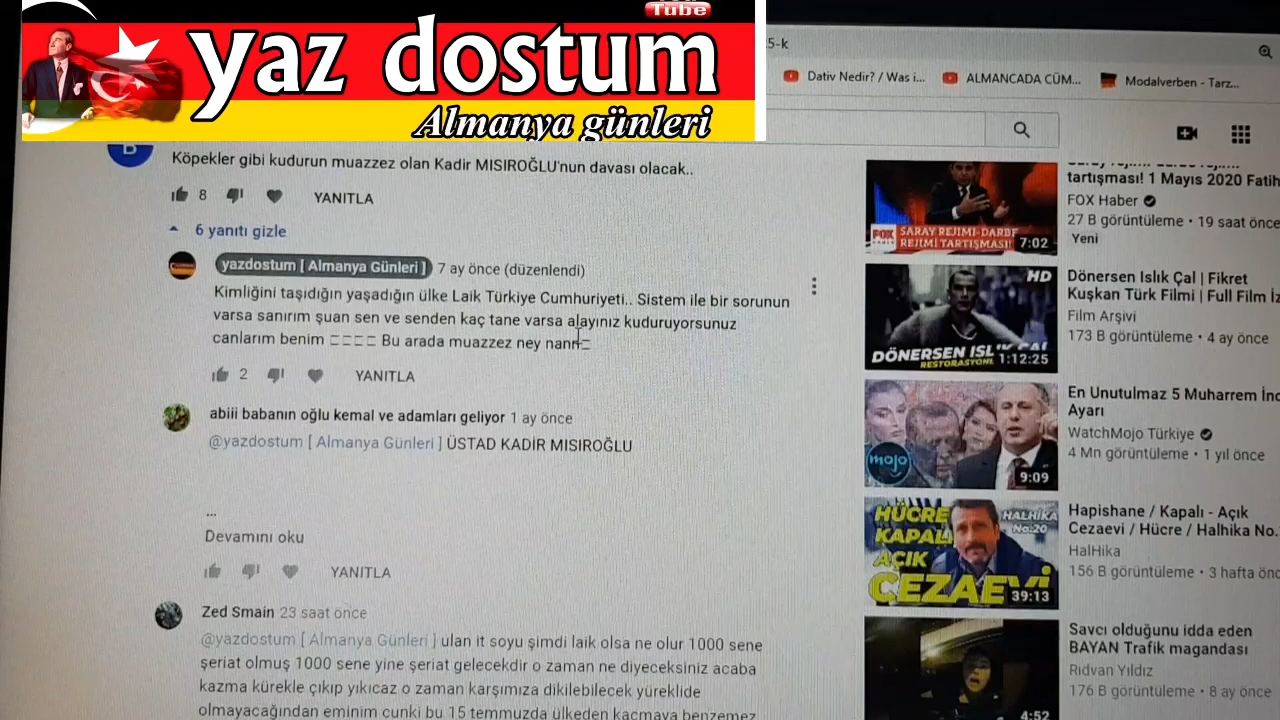 Tube
yaz dostum
Almanya günleri
5-k
Dativ Nedir? / Was i...
ALMANCADA CÜM...
Modalverben - Tarz...
B
Köpekler gibi kudurun muazzez olan Kadir MISIROĞLU'nun davası olacak..
8 YANITLA
6 yanıtı gizle
yazdostum [ Almanya Günleri ] 7 ay önce (düzenlendi)
Kimliğini taşıdığın yaşadığın ülke Laik Türkiye Cumhuriyeti.. Sistem ile bir sorunun
varsa sanırım şuan sen ve senden kaç tane varsa alayınız kuduruyorsunuz
canlarım benim Bu arada muazzez ney nann
2 YANITLA
abiii babanın oğlu kemal ve adamları geliyor 1 ay önce
@yazdostum [ Almanya Günleri ] ÜSTAD KADİR MISIROĞLU
...
Devamını oku
YANITLA
Zed Smain 23 saat önce
@yazdostum [ Almanya Günleri ] ulan it soyu şimdi laik olsa ne olur 1000 sene
şeriat olmuş 1000 sene yine şeriat gelecekdir o zaman ne diyeceksiniz acaba
kazma kürekle çıkıp yıkıcaz o zaman karşımıza dikilebilecek yüreklide
olmayacağından eminim cunki bu 15 temmuzda ülkeden kaçmaya benzemez
tartışması! 1 Mayıs 2020 Fatih
FOX Haber
27 B görüntüleme • 19 saat önce
Yeni
FOX
SARAY REJİMİ-DARBE
REJİMİ TARTIŞMASI!
7:02
Dönersen Islık Çal | Fikret
Kuşkan Türk Filmi | Full Film İz
Film Arşivi
173 B görüntüleme • 4 ay önce
HD
DÖNERSEN ISLIK ÇAL
RESTORASYONL
1:12:25
En Unutulmaz 5 Muharrem İnc
Ayarı
WatchMojo Türkiye
4 Mn görüntüleme • 1 yıl önce
mojo
9:09
Hapishane / Kapalı - Açık
Cezaevi / Hücre / Halhika No.
HalHika
156 B görüntüleme • 3 hafta önc
HÜCRE
KAPALI
AÇIK
CEZAEVİ
HALHİKA
No:20
39:13
Savcı olduğunu idda eden
BAYAN Trafik magandası
Rıdvan Yıldız
176 B görüntüleme • 8 ay önce
4:52